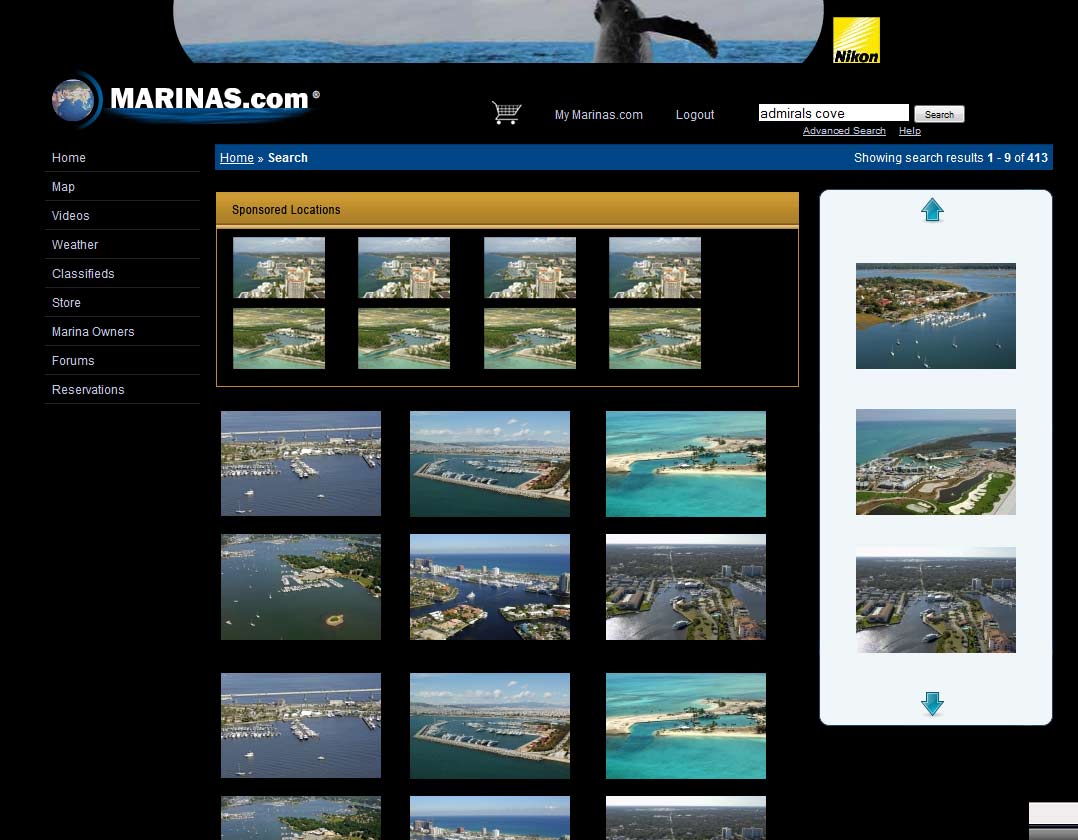 Nikon
MARINAS.com ®
My Marinas.com
Logout
admirals cove
Search
Advanced Search
Help
Home
Map
Videos
Weather
Classifieds
Store
Marina Owners
Forums
Reservations
Home » Search
Showing search results 1 - 9 of 413
Sponsored Locations